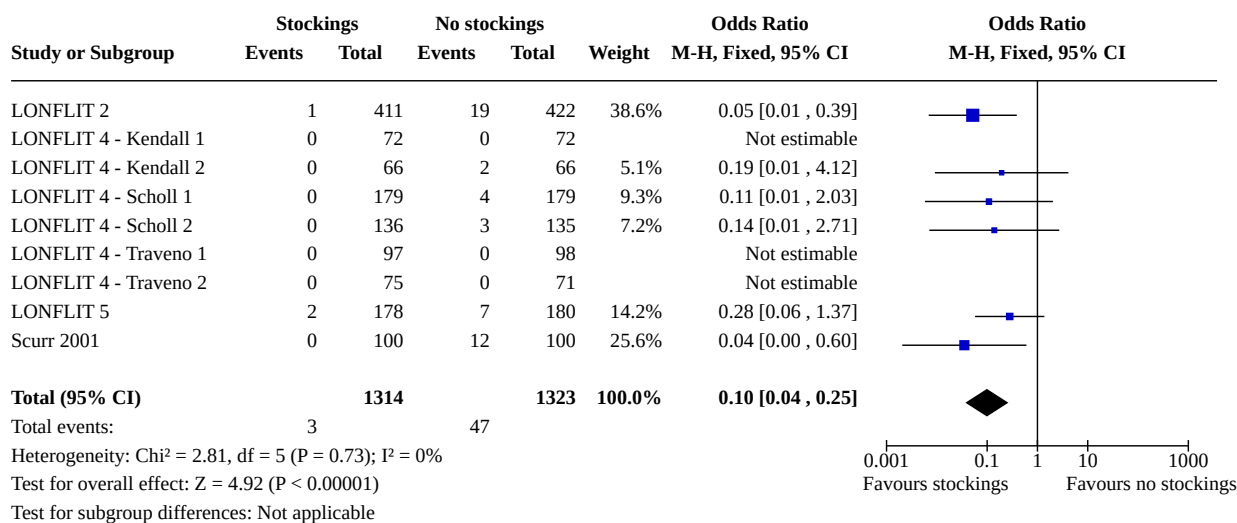 Stockings No stockings Odds Ratio Odds Ratio
Study or Subgroup Events Total Events Total Weight M-H, Fixed, 95% CI M-H, Fixed, 95% CI
LONFLIT 2 1 411 19 422 38.6% 0.05 [0.01 , 0.39]
LONFLIT 4 - Kendall 1 0 72 0 72 Not estimable
LONFLIT 4 - Kendall 2 0 66 2 66 5.1% 0.19 [0.01 , 4.12]
LONFLIT 4 - Scholl 1 0 179 4 179 9.3% 0.11 [0.01 , 2.03]
LONFLIT 4 - Scholl 2 0 136 3 135 7.2% 0.14 [0.01 , 2.71]
LONFLIT 4 - Traveno 1 0 97 0 98 Not estimable
LONFLIT 4 - Traveno 2 0 75 0 71 Not estimable
LONFLIT 5 2 178 7 180 14.2% 0.28 [0.06 , 1.37]
Scurr 2001 0 100 12 100 25.6% 0.04 [0.00 , 0.60]
Total (95% CI) 1314 1323 100.0% 0.10 [0.04 , 0.25]
Total events: 3 47
Heterogeneity: Chi² = 2.81, df = 5 (P = 0.73); I² = 0%
0.001 0.1 1 10 1000
Test for overall effect: Z = 4.92 (P < 0.00001)
Favours stockings Favours no stockings
Test for subgroup differences: Not applicable